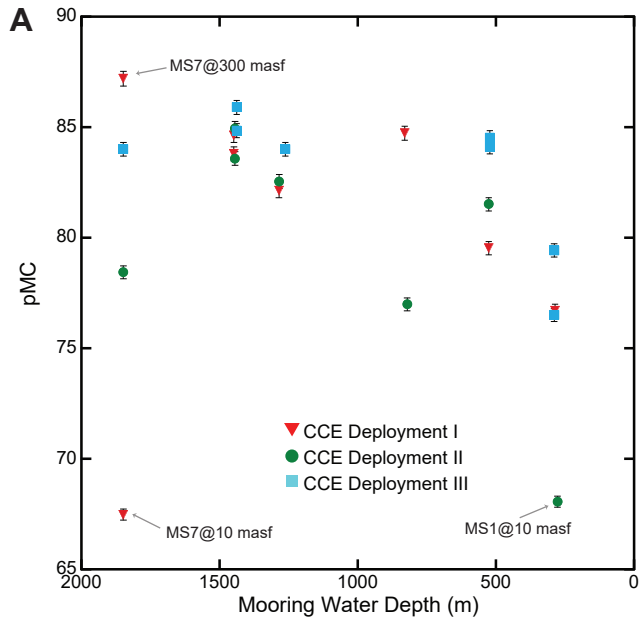 A
90
MS7@300 masf
85
80
pMC
75
70
CCE Deployment I
CCE Deployment II
CCE Deployment III
MS7@10 masf
MS1@10 masf
65
2000 1500 1000 500 0
Mooring Water Depth (m)